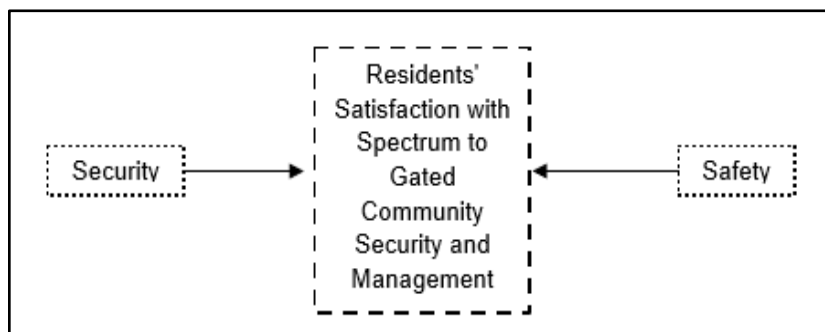 Security
Residents'
Satisfaction with
Spectrum to
Gated
Community
Security and
Management
Safety